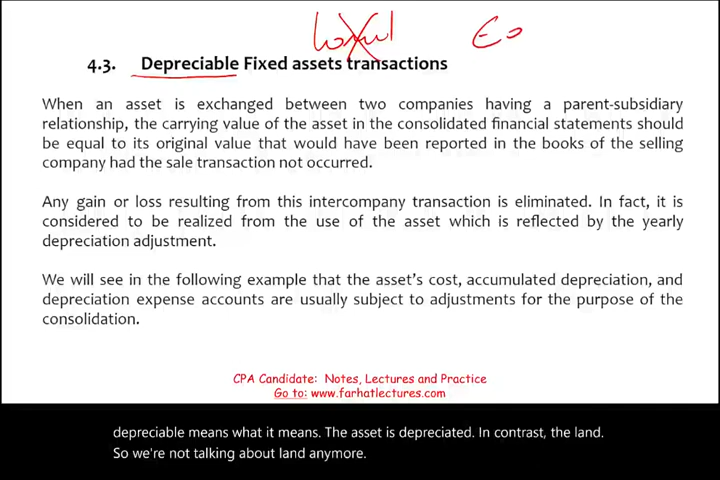 4.3. Depreciable Fixed assets transactions
When an asset is exchanged between two companies having a parent-subsidiary
relationship, the carrying value of the asset in the consolidated financial statements should
be equal to its original value that would have been reported in the books of the selling
company had the sale transaction not occurred.
Any gain or loss resulting from this intercompany transaction is eliminated. In fact, it is
considered to be realized from the use of the asset which is reflected by the yearly
depreciation adjustment.
We will see in the following example that the asset's cost, accumulated depreciation, and
depreciation expense accounts are usually subject to adjustments for the purpose of the
consolidation.
CPA Candidate: Notes, Lectures and Practice
Go to: www.farhatlectures.com
depreciable means what it means. The asset is depreciated. In contrast, the land.
So we're not talking about land anymore.